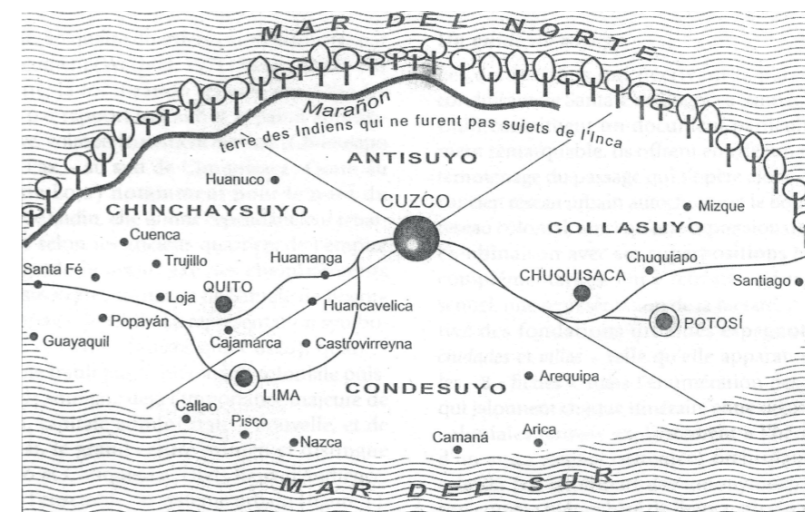 MAR DEL NORTE
Marañon
terre des Indiens qui ne furent pas sujets de l'Inca
ANTISUYO
Huanuco
CHINCHAYSUYO
CUZCO
Mizque
COLLASUYO
Cuenca
Trujillo
Huamanga
Chuquiapo
Santa Fé
QUITO
CHUQUISACA
Santiago
Loja
Huancavelica
Popayán
POTOSÍ
Guayaquil
Cajamárca
Castrovirreyna
LIMA
CONDESUYO
Arequipa
Callao
Pisco
Nazca
Camaná
Arica
MAR DEL SUR